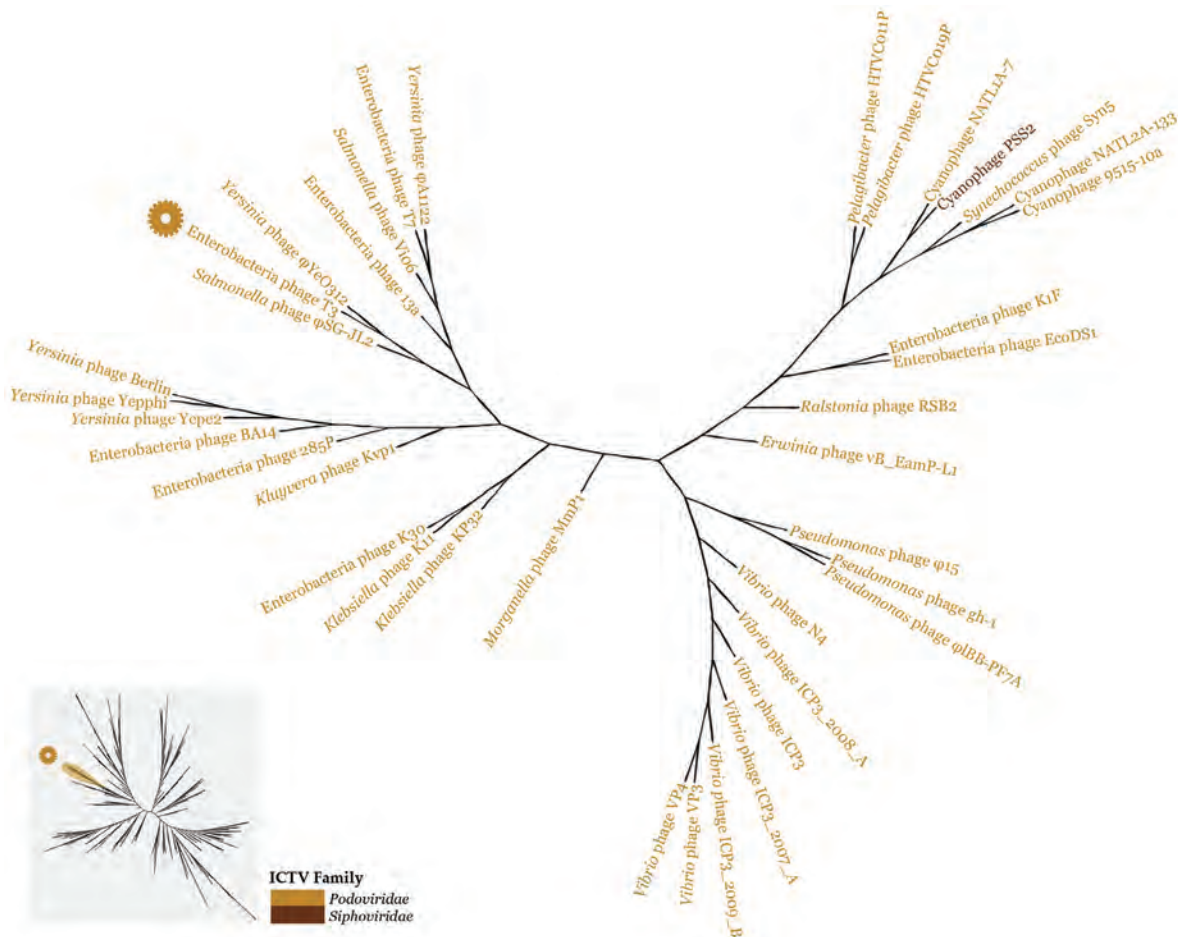 Yersinia phage φA1122
Enterobacteria phage T7
Salmonella phage Vi06
Enterobacteria phage 13a
Yersinia phage φYeO312
Enterobacteria phage T3
Salmonella phage φSG-JL2
Yersinia phage Berlin
Yersinia phage Yepphi
Yersinia phage Yepe2
Enterobacteria phage BA14
Enterobacteria phage 285P
Kluyvera phage Kvp1
Enterobacteria phage K30
Klebsiella phage K11
Klebsiella phage KP32
Morganella phage MmP1
Pelagibacter phage HTVC011P
Pelagibacter phage HTVC019P
Cyanophage NATL1A-7
Cyanophage PSS2
Synechococcus phage Syn5
Cyanophage NATL2A-133
Cyanophage 9515-10a
Enterobacteria phage K1F
Enterobacteria phage EcoDS1
Ralstonia phage RSB2
Erwinia phage vB_EamP-L1
Pseudomonas phage φ15
Pseudomonas phage gh-1
Pseudomonas phage φIBB-PF7A
Vibrio phage N4
Vibrio phage ICP3_2008_A
Vibrio phage ICP3
Vibrio phage ICP3_2007_A
Vibrio phage ICP3_2009_B
Vibrio phage VP3
Vibrio phage VP4
ICTV Family
Podoviridae
Siphoviridae